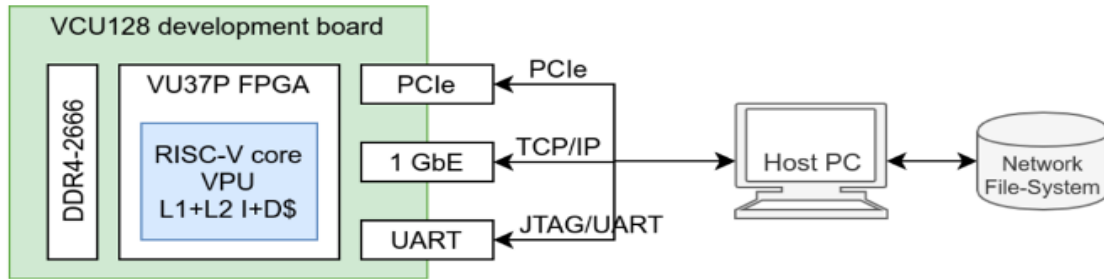 VCU128 development board
DDR4-2666
VU37P FPGA
RISC-V core
VPU
L1+L2 I+D$
PCIe
1 GbE
UART
PCIe
TCP/IP
JTAG/UART
Host PC
Network
File-System